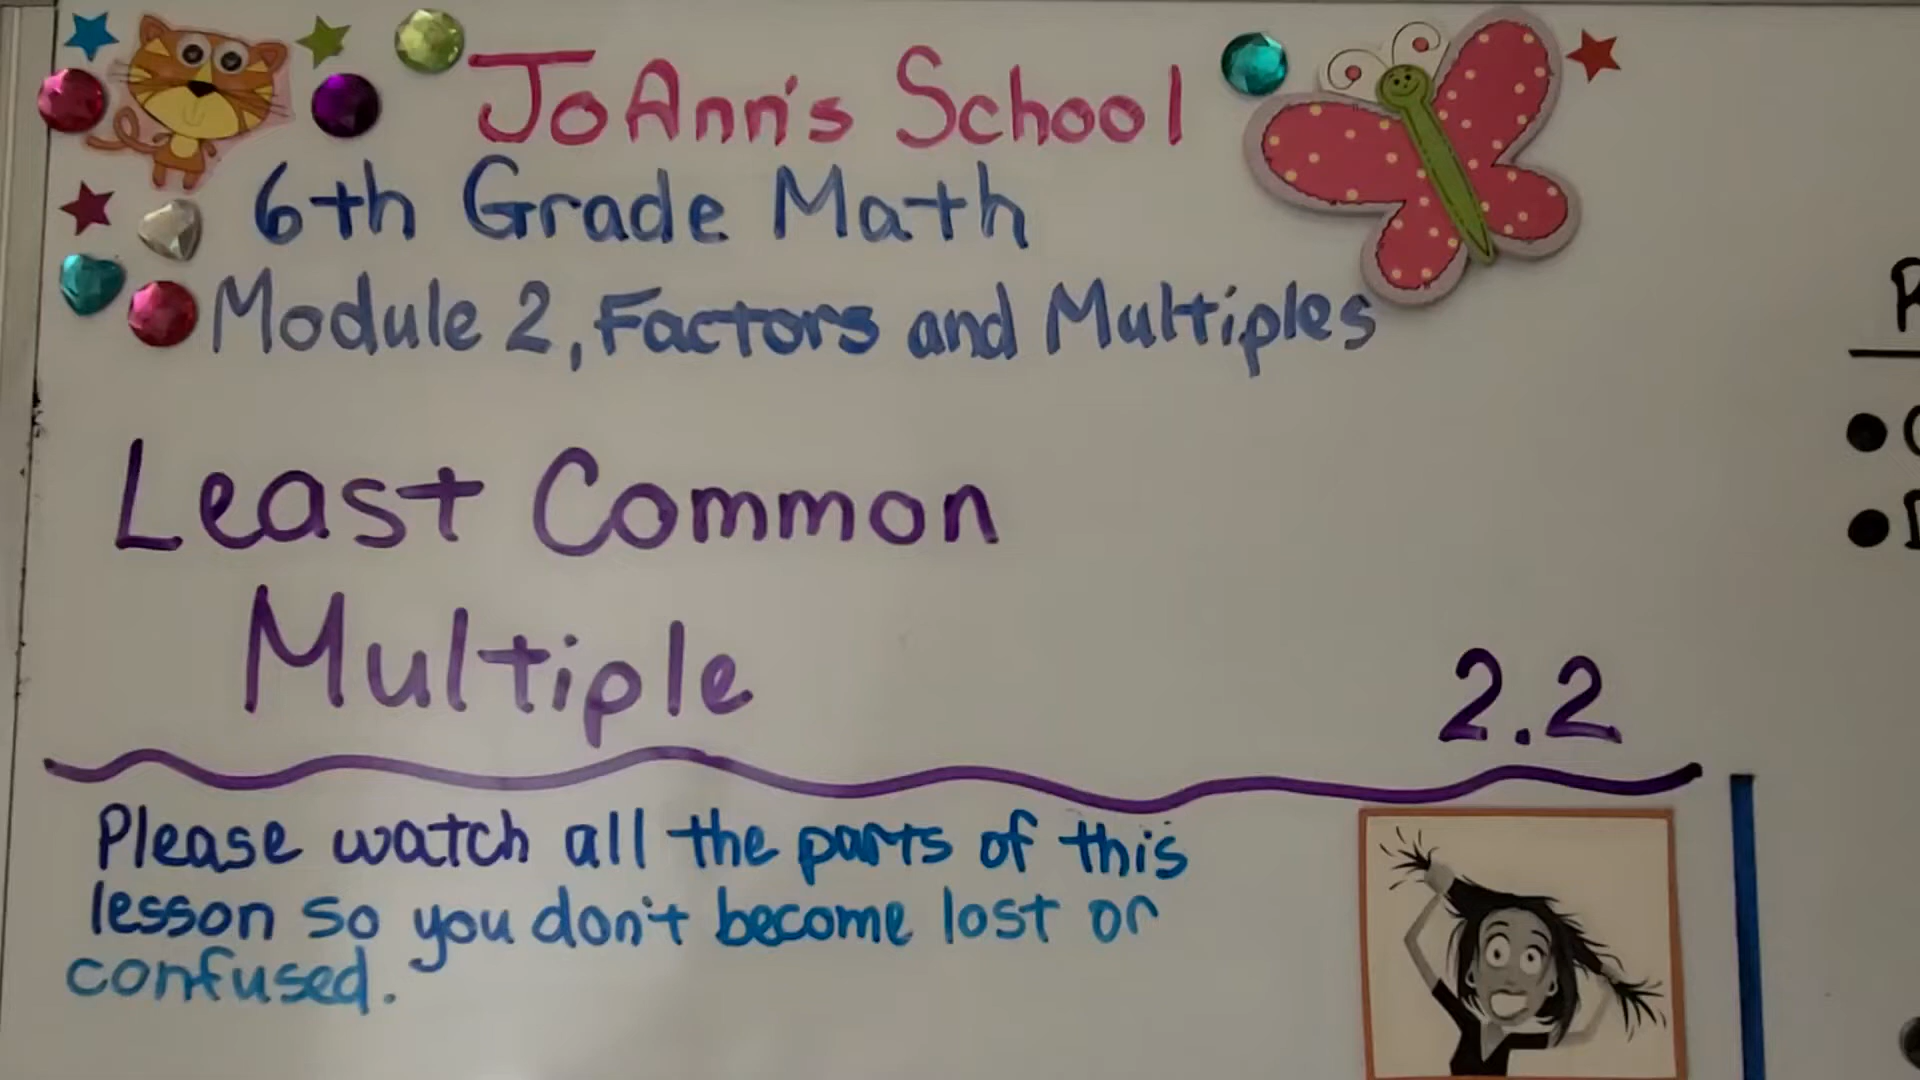 JoAnn's School
6th Grade Math
Module 2, Factors and Multiples
Least Common
Multiple
2.2
Please watch all the parts of this
lesson so you don't become lost or
confused.